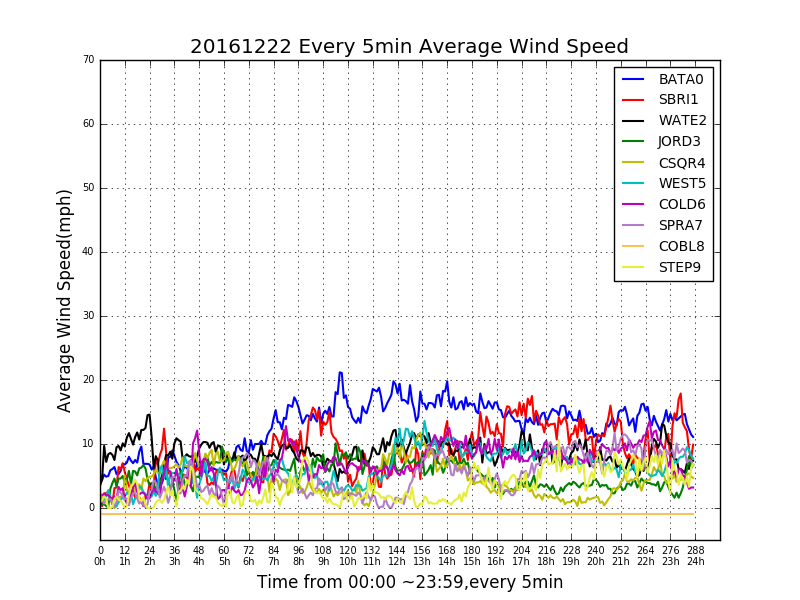 20161222 Every 5min Average Wind Speed
Average Wind Speed(mph)
70
60
50
40
30
20
10
0
BATA0
SBRI1
WATE2
JORD3
CSQR4
WEST5
COLD6
SPRA7
COBL8
STEP9
0 12 24 36 48 60 72 84 96 108 120 132 144 156 168 180 192 204 216 228 240 252 264 276 288
0h 1h 2h 3h 4h 5h 6h 7h 8h 9h 10h 11h 12h 13h 14h 15h 16h 17h 18h 19h 20h 21h 22h 23h 24h
Time from 00:00 ~23:59,every 5min